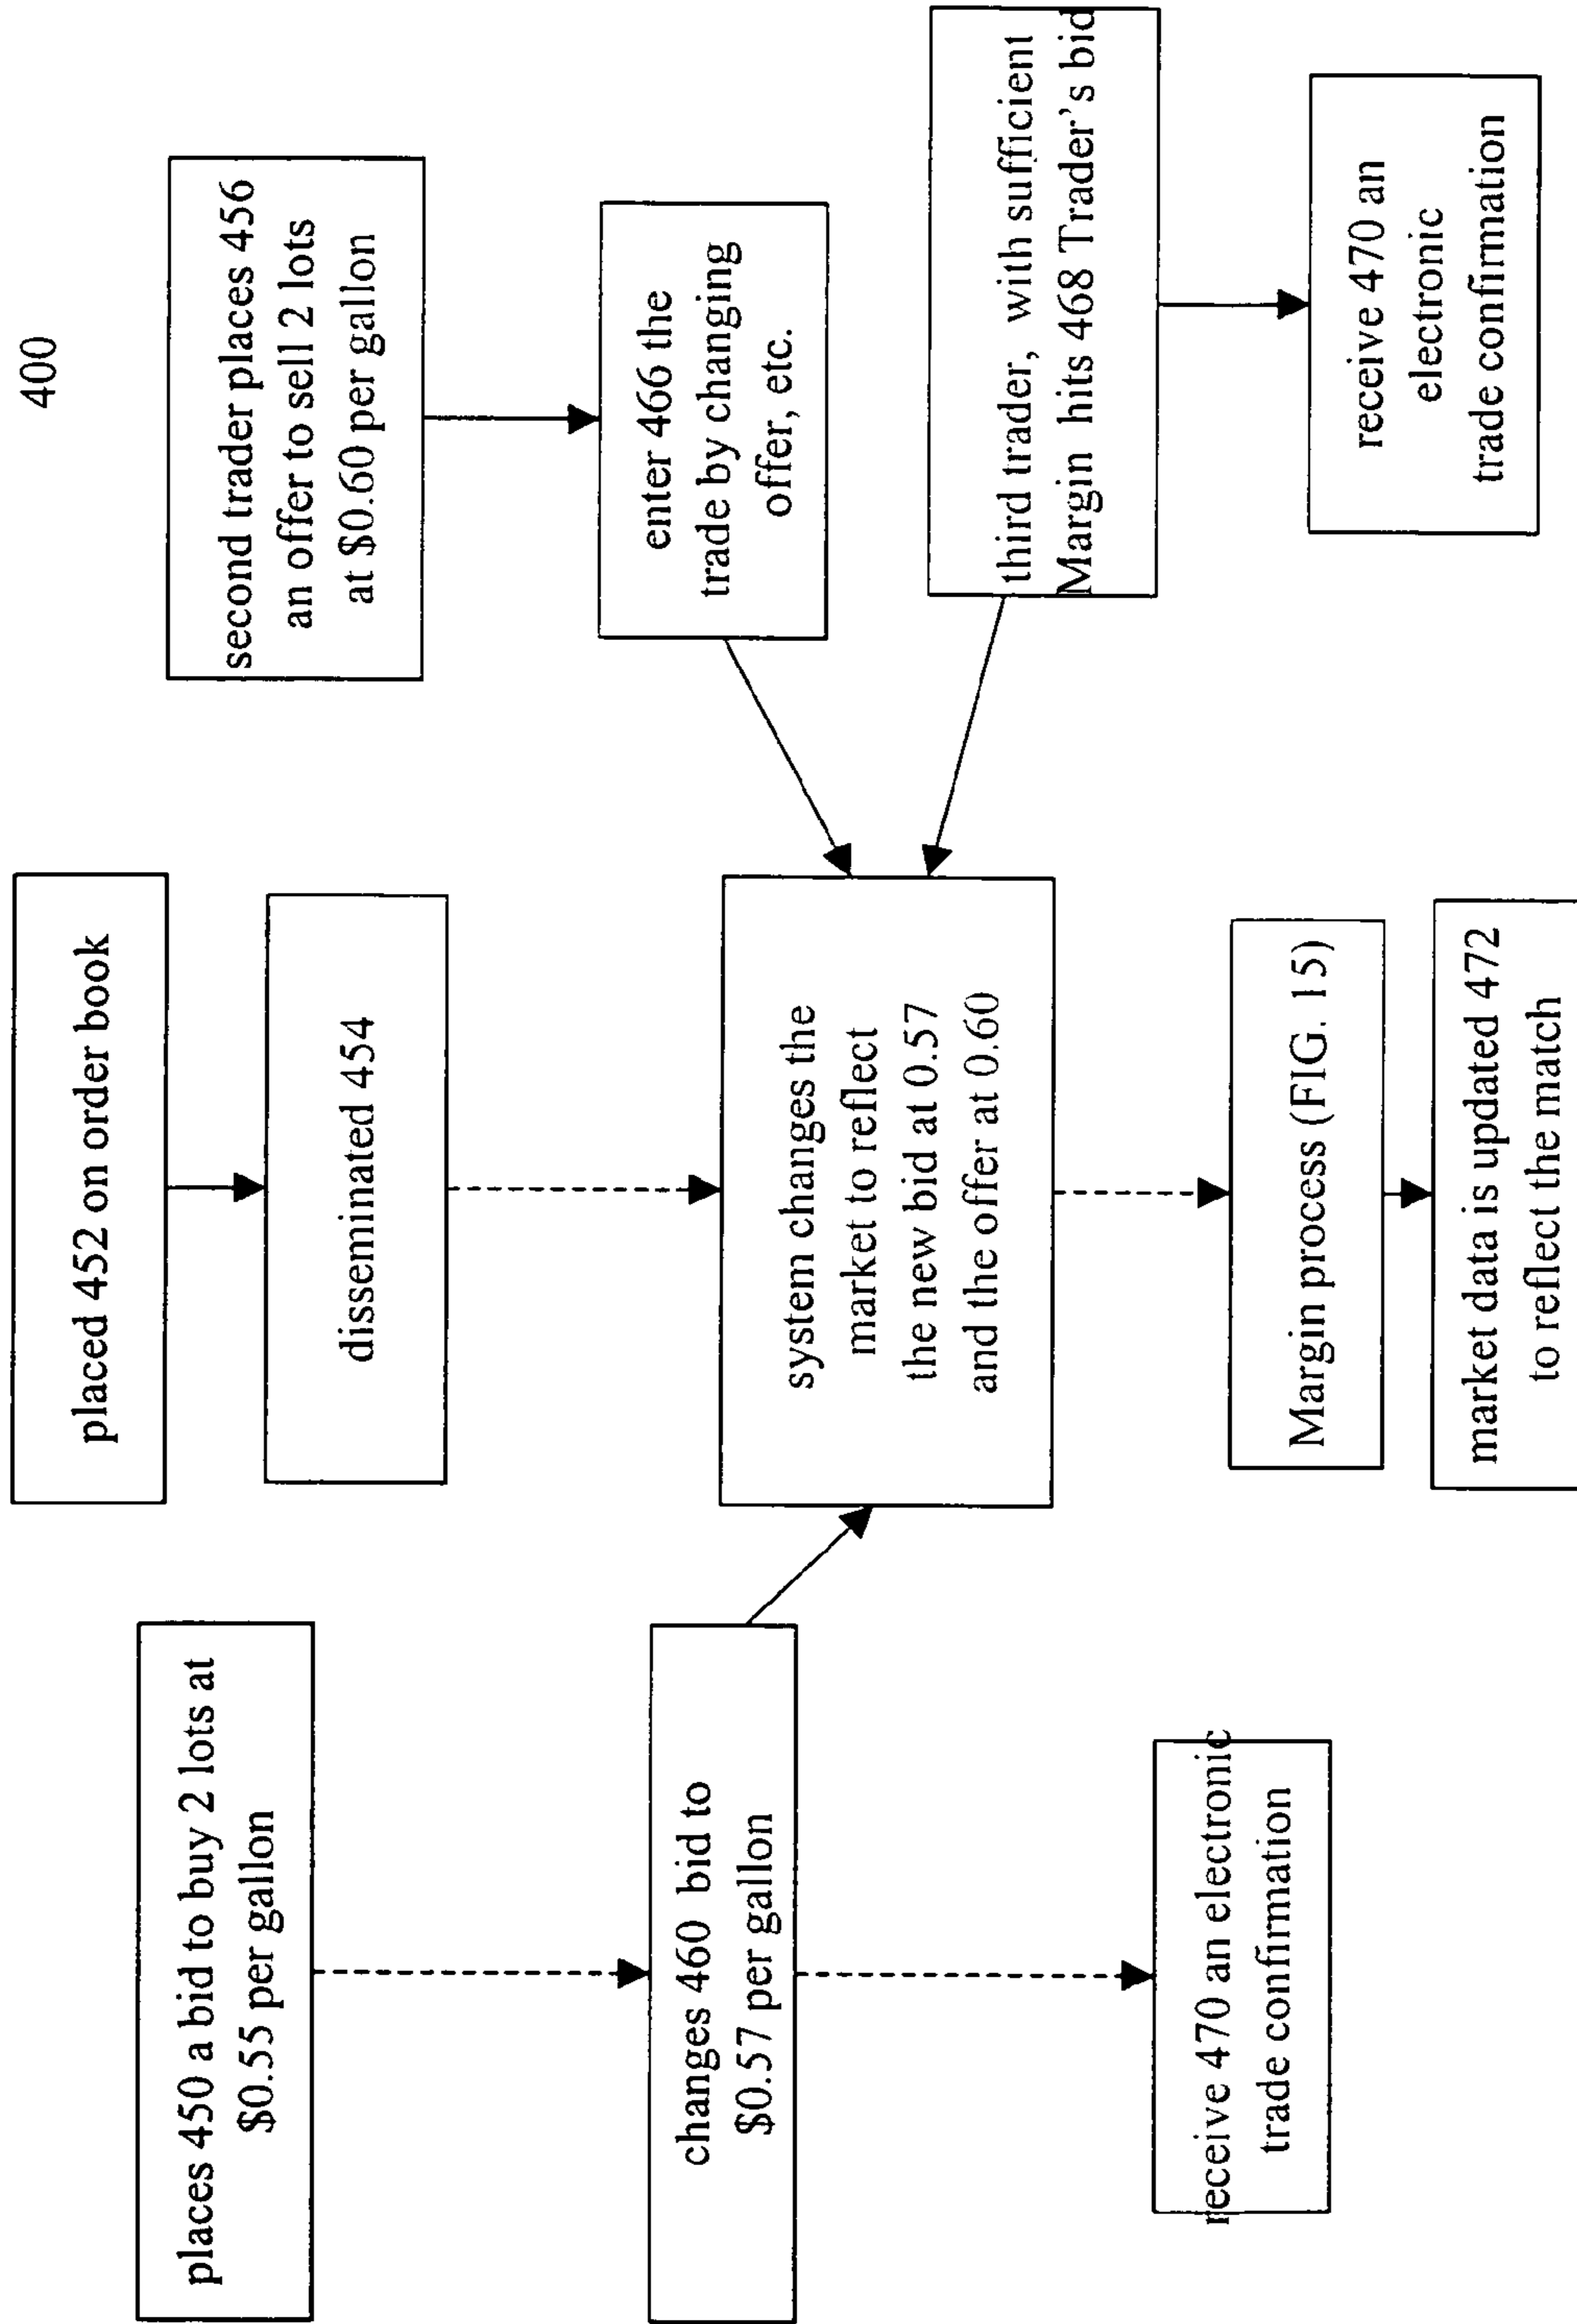 400
places 450 a bid to buy 2 lots at
$0.55 per gallon
changes 460 bid to
$0.57 per gallon
receive 470 an electronic
trade confirmation
placed 452 on order book
disseminated 454
system changes the
market to reflect
the new bid at 0.57
and the offer at 0.60
Margin process (FIG. 15)
market data is updated 472
to reflect the match
second trader places 456
an offer to sell 2 lots
at $0.60 per gallon
enter 466 the
trade by changing
offer, etc.
third trader, with sufficient
Margin hits 468 Trader's bid
receive 470 an
electronic
trade confirmation